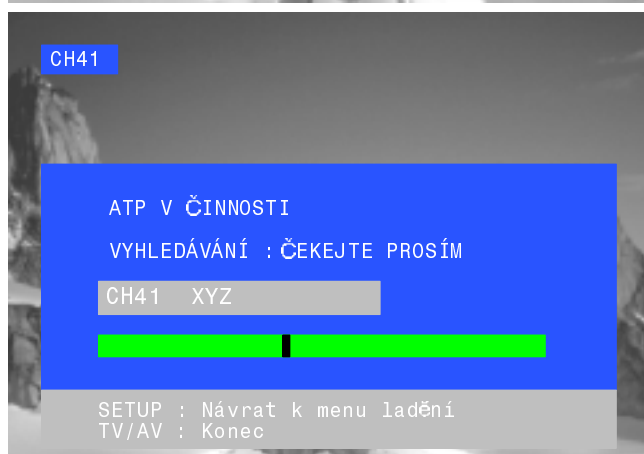 CH41
ATP V ČINNOSTI
VYHLEDÁVÁNÍ : ČEKEJTE PROSÍM
CH41 XYZ
SETUP : Návrat k menu ladění
TV/AV : Konec